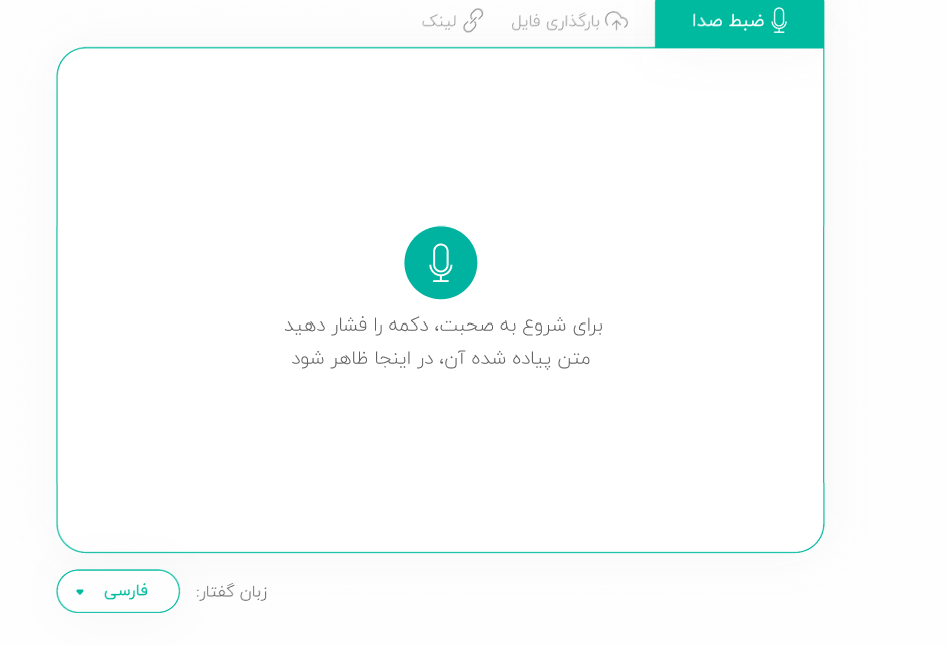 ضبط صدا بارگذاری فایل لینک
برای شروع به صحبت، دکمه را فشار دهید
متن پیاده شده آن، در اینجا ظاهر شود
زبان گفتار: فارسی